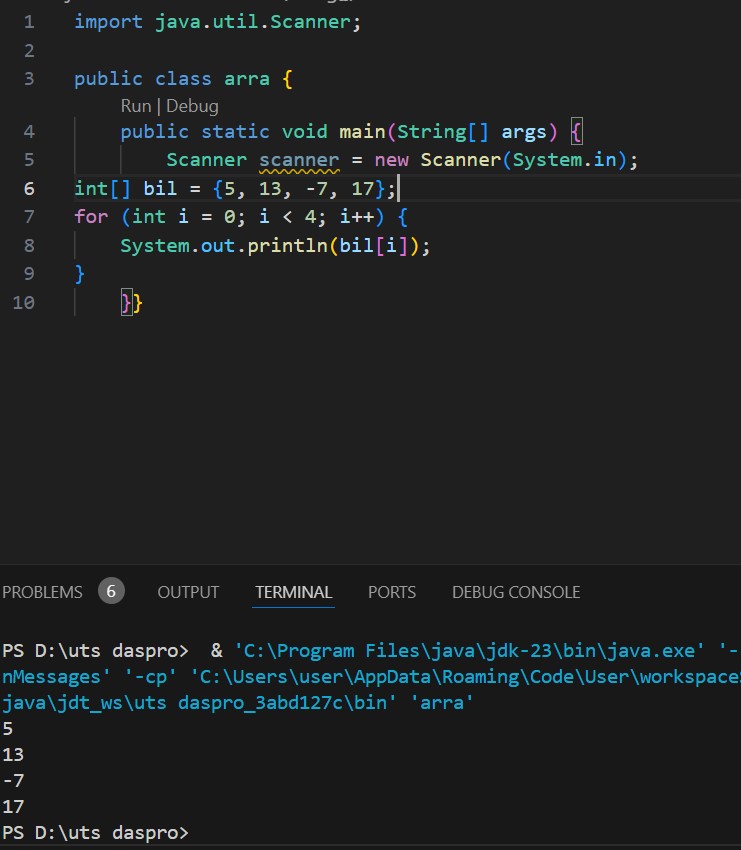 1 import java.util.Scanner;
2
3 public class arra {
Run | Debug
4 public static void main(String[] args) {
5 Scanner scanner = new Scanner(System.in);
6 int[] bil = {5, 13, -7, 17};
7 for (int i = 0; i < 4; i++) {
8 System.out.println(bil[i]);
9 }
10 }}
PROBLEMS 6 OUTPUT TERMINAL PORTS DEBUG CONSOLE
PS D:\uts daspro> & 'C:\Program Files\java\jdk-23\bin\java.exe' '-
nMessages' '-cp' 'C:\Users\user\AppData\Roaming\Code\User\workspace
java\jdt_ws\uts daspro_3abd127c\bin' 'arra'
5
13
-7
17
PS D:\uts daspro>